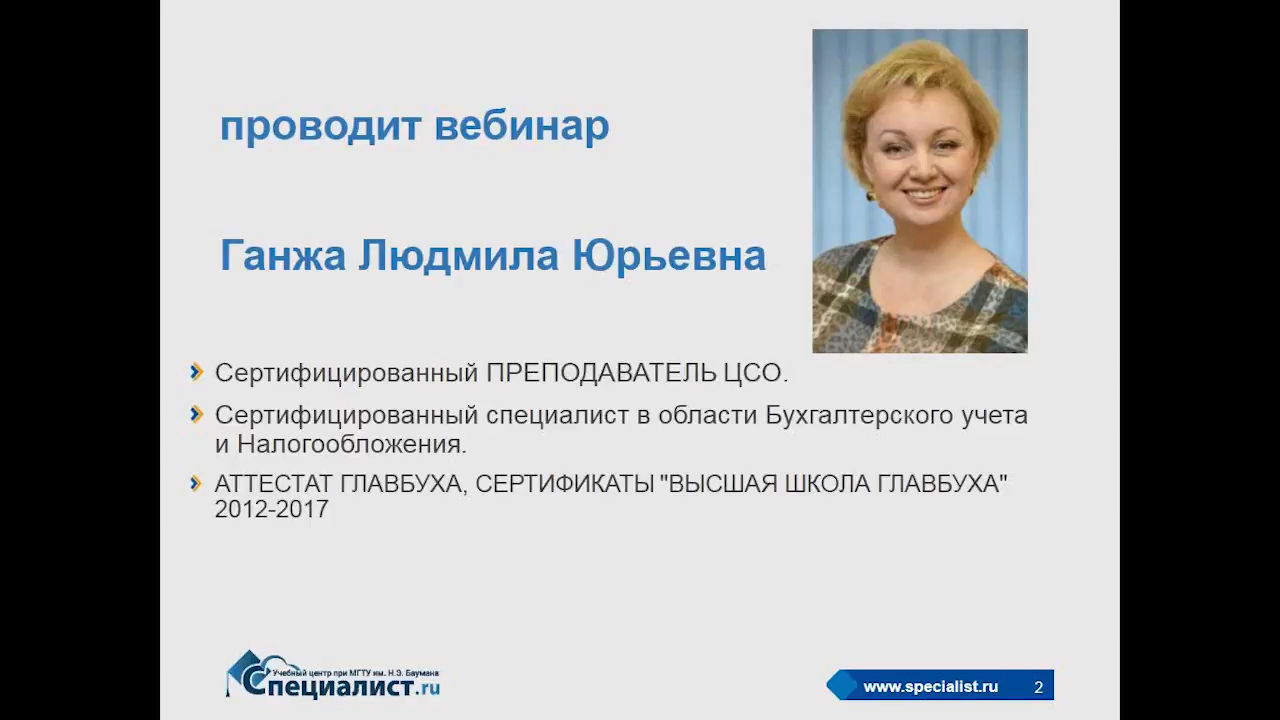 проводит вебинар
Ганжа Людмила Юрьевна
Сертифицированный ПРЕПОДАВАТЕЛЬ ЦСО.
Сертифицированный специалист в области Бухгалтерского учета
и Налогообложения.
АТТЕСТАТ ГЛАВБУХА, СЕРТИФИКАТЫ "ВЫСШАЯ ШКОЛА ГЛАВБУХА"
2012-2017
Учебный центр при МГТУ им. Н.Э. Баумана
Специалист.ru
www.specialist.ru 2